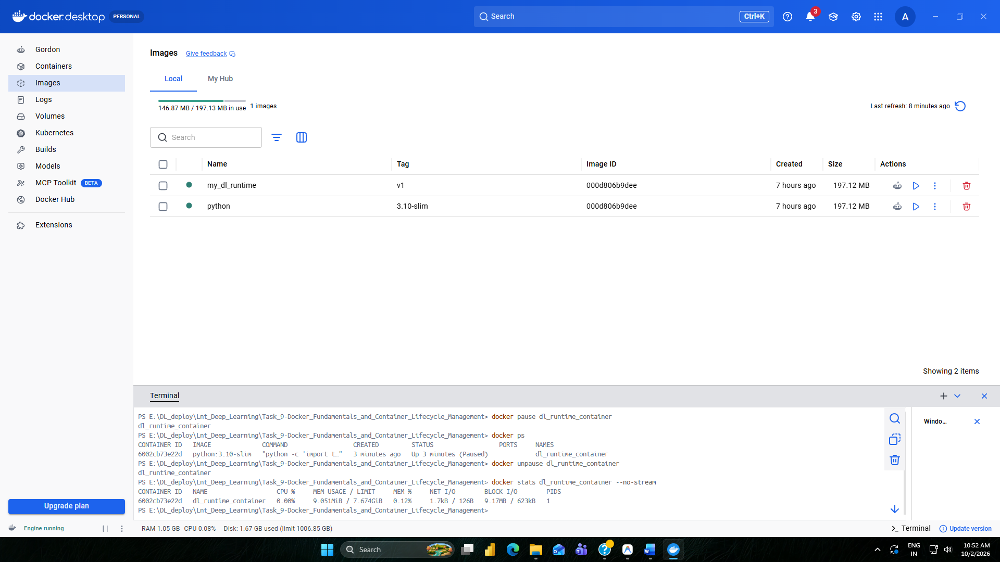 docker.desktop PERSONAL Search Ctrl+K 3 A
Gordon
Containers
Images
Logs
Volumes
Kubernetes
Builds
Models
MCP Toolkit BETA
Docker Hub
Extensions
Upgrade plan
Images Give feedback
Local My Hub
146.87 MB / 197.13 MB in use 1 images Last refresh: 8 minutes ago
Search
Name Tag Image ID Created Size Actions
my_dl_runtime v1 000d806b9dee 7 hours ago 197.12 MB
python 3.10-slim 000d806b9dee 7 hours ago 197.12 MB
Showing 2 items
Terminal
PS E:\DL_deploy\Lnt_Deep_Learning\Task_9-Docker_Fundamentals_and_Container_Lifecycle_Management> docker pause dl_runtime_container
dl_runtime_container
PS E:\DL_deploy\Lnt_Deep_Learning\Task_9-Docker_Fundamentals_and_Container_Lifecycle_Management> docker ps
CONTAINER ID IMAGE COMMAND CREATED STATUS PORTS NAMES
6002cb73e22d python:3.10-slim "python -c 'import t…" 3 minutes ago Up 3 minutes (Paused) dl_runtime_container
PS E:\DL_deploy\Lnt_Deep_Learning\Task_9-Docker_Fundamentals_and_Container_Lifecycle_Management> docker unpause dl_runtime_container
dl_runtime_container
PS E:\DL_deploy\Lnt_Deep_Learning\Task_9-Docker_Fundamentals_and_Container_Lifecycle_Management> docker stats dl_runtime_container --no-stream
CONTAINER ID NAME CPU % MEM USAGE / LIMIT MEM % NET I/O BLOCK I/O PIDS
6002cb73e22d dl_runtime_container 0.00% 9.051MiB / 7.674GiB 0.12% 1.7kB / 126B 9.17MB / 623kB 1
PS E:\DL_deploy\Lnt_Deep_Learning\Task_9-Docker_Fundamentals_and_Container_Lifecycle_Management>
Windo...
Engine running RAM 1.05 GB CPU 0.08% Disk: 1.67 GB used (limit 1006.85 GB) Terminal Update version
Search
ENG
IN
10:52 AM
10/2/2026